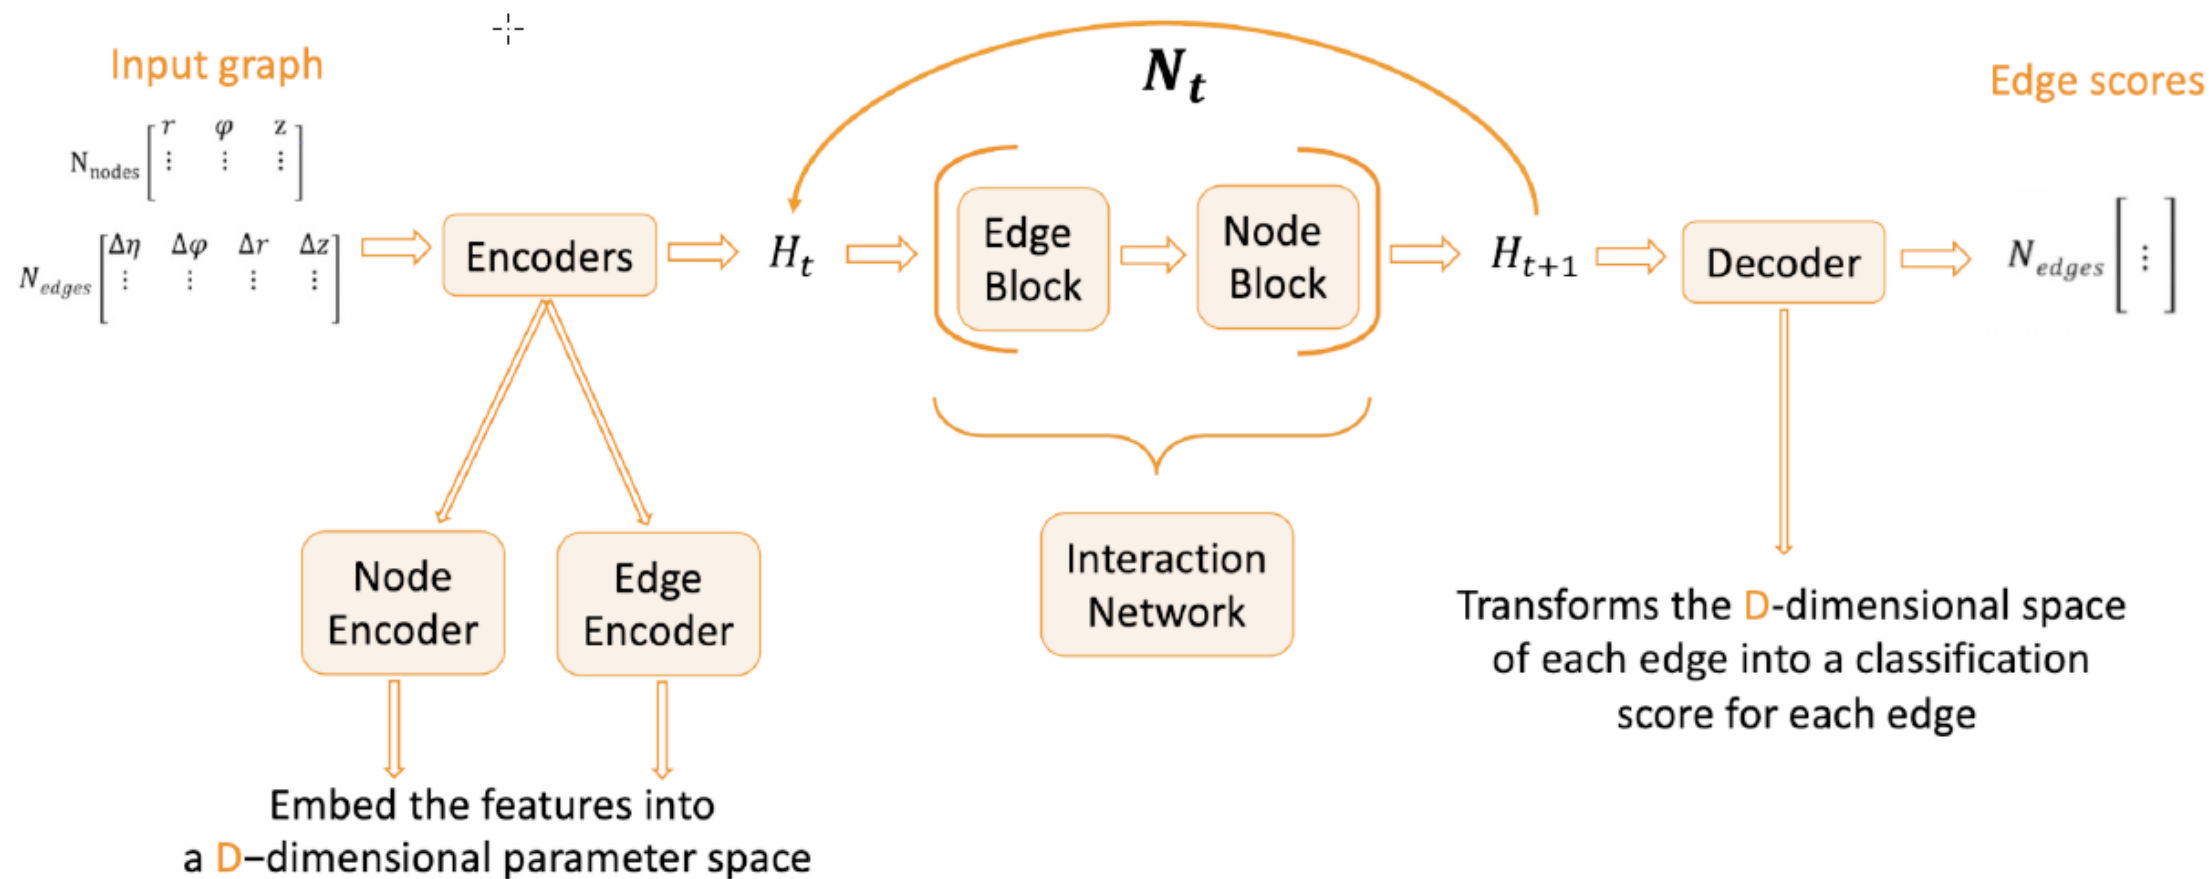 Input graph
N_nodes [ r φ z
⋮ ⋮ ⋮ ]
N_edges [ Δη Δφ Δr Δz
⋮ ⋮ ⋮ ⋮ ]
Encoders
H_t
N_t
Edge
Block
Node
Block
H_{t+1}
Decoder
Edge scores
N_edges [ ⋮ ]
Node
Encoder
Edge
Encoder
Embed the features into
a D–dimensional parameter space
Interaction
Network
Transforms the D-dimensional space
of each edge into a classification
score for each edge